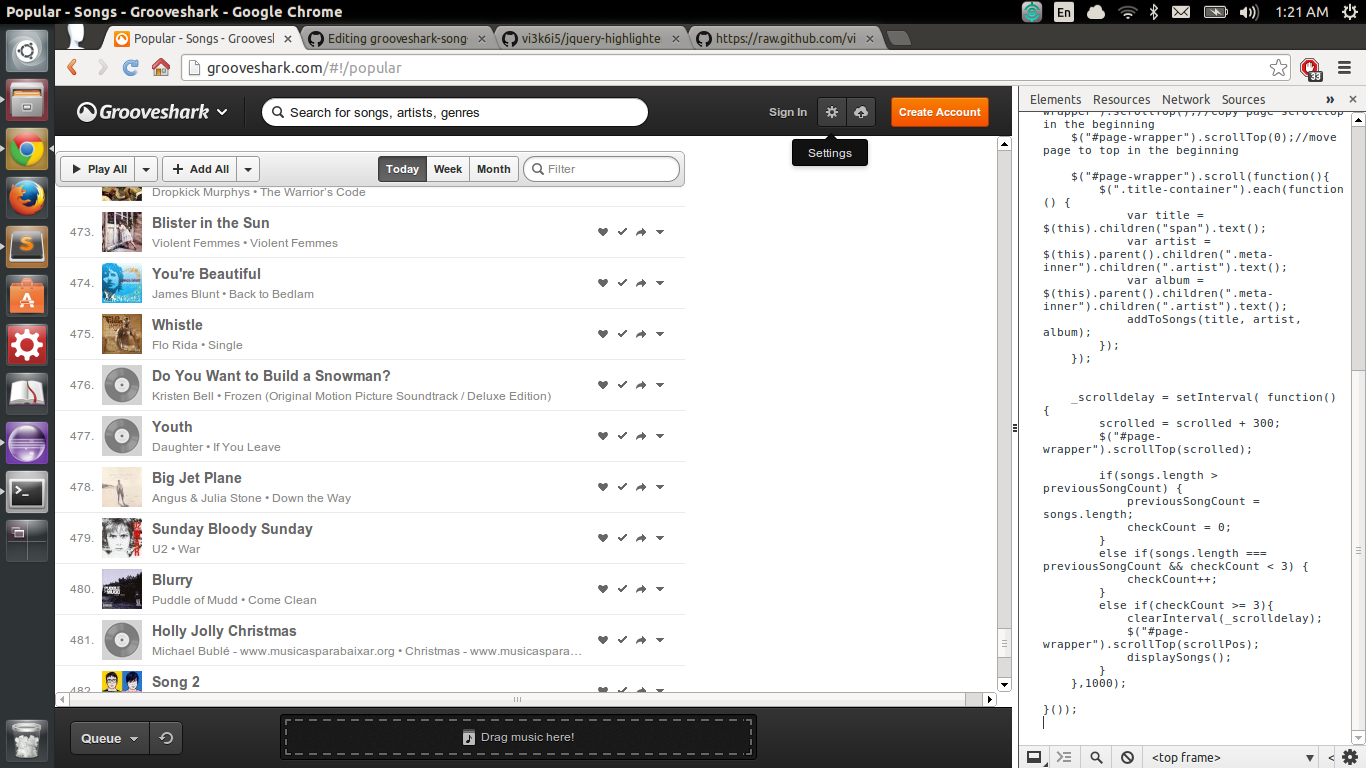 Popular - Songs - Grooveshark - Google Chrome
En
1:21 AM
Popular - Songs - Groovesl
Editing grooveshark-song
vi3k6i5/jquery-highlighte
https://raw.github.com/vi
grooveshark.com/#!/popular
33
Grooveshark
Search for songs, artists, genres
Sign In
Create Account
Settings
Play All
Add All
Today
Week
Month
Filter
Dropkick Murphys • The Warrior's Code
473.
Blister in the Sun
Violent Femmes • Violent Femmes
474.
You're Beautiful
James Blunt • Back to Bedlam
475.
Whistle
Flo Rida • Single
476.
Do You Want to Build a Snowman?
Kristen Bell • Frozen (Original Motion Picture Soundtrack / Deluxe Edition)
477.
Youth
Daughter • If You Leave
478.
Big Jet Plane
Angus & Julia Stone • Down the Way
479.
Sunday Bloody Sunday
U2 • War
480.
Blurry
Puddle of Mudd • Come Clean
481.
Holly Jolly Christmas
Michael Bublé - www.musicasparabaixar.org • Christmas - www.musicaspara...
482.
Song 2
Queue
Drag music here!
Elements
Resources
Network
Sources
»
×
wrapper").scrollTop();//copy page scrolltop
in the beginning
$("#page-wrapper").scrollTop(0);//move
page to top in the beginning
$("#page-wrapper").scroll(function(){
$(".title-container").each(function
() {
var title =
$(this).children("span").text();
var artist =
$(this).parent().children(".meta-
inner").children(".artist").text();
var album =
$(this).parent().children(".meta-
inner").children(".artist").text();
addToSongs(title, artist,
album);
});
});
_scrolldelay = setInterval( function()
{
scrolled = scrolled + 300;
$("#page-
wrapper").scrollTop(scrolled);
if(songs.length >
previousSongCount) {
previousSongCount =
songs.length;
checkCount = 0;
}
else if(songs.length ===
previousSongCount && checkCount < 3) {
checkCount++;
}
else if(checkCount >= 3){
clearInterval(_scrolldelay);
$("#page-
wrapper").scrollTop(scrollPos);
displaySongs();
}
},1000);
}());
<top frame>
<